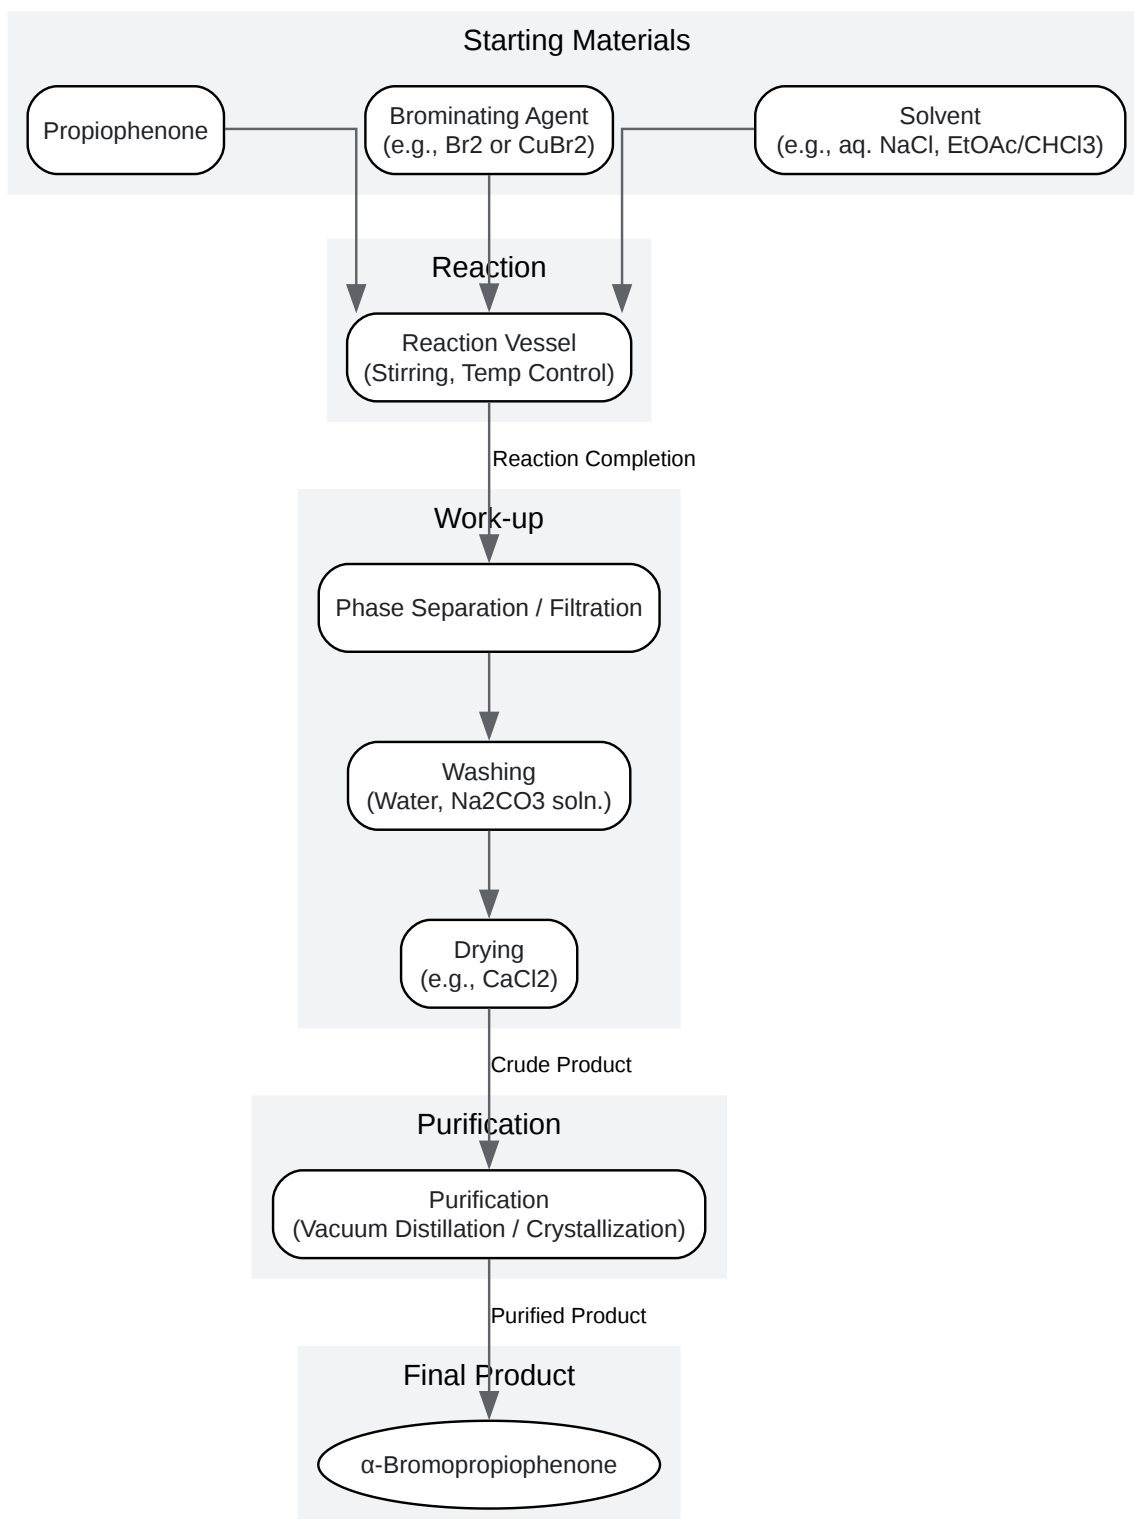 Starting Materials
Propiophenone
Brominating Agent
(e.g., Br2 or CuBr2)
Solvent
(e.g., aq. NaCl, EtOAc/CHCl3)
Reaction
Reaction Vessel
(Stirring, Temp Control)
Reaction Completion
Work-up
Phase Separation / Filtration
Washing
(Water, Na2CO3 soln.)
Drying
(e.g., CaCl2)
Crude Product
Purification
Purification
(Vacuum Distillation / Crystallization)
Purified Product
Final Product
α-Bromopropiophenone